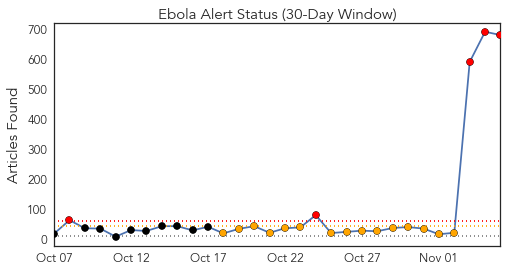 Ebola Alert Status (30-Day Window)
Articles Found
700
600
500
400
300
200
100
0
Oct 07
Oct 12
Oct 17
Oct 22
Oct 27
Nov 01